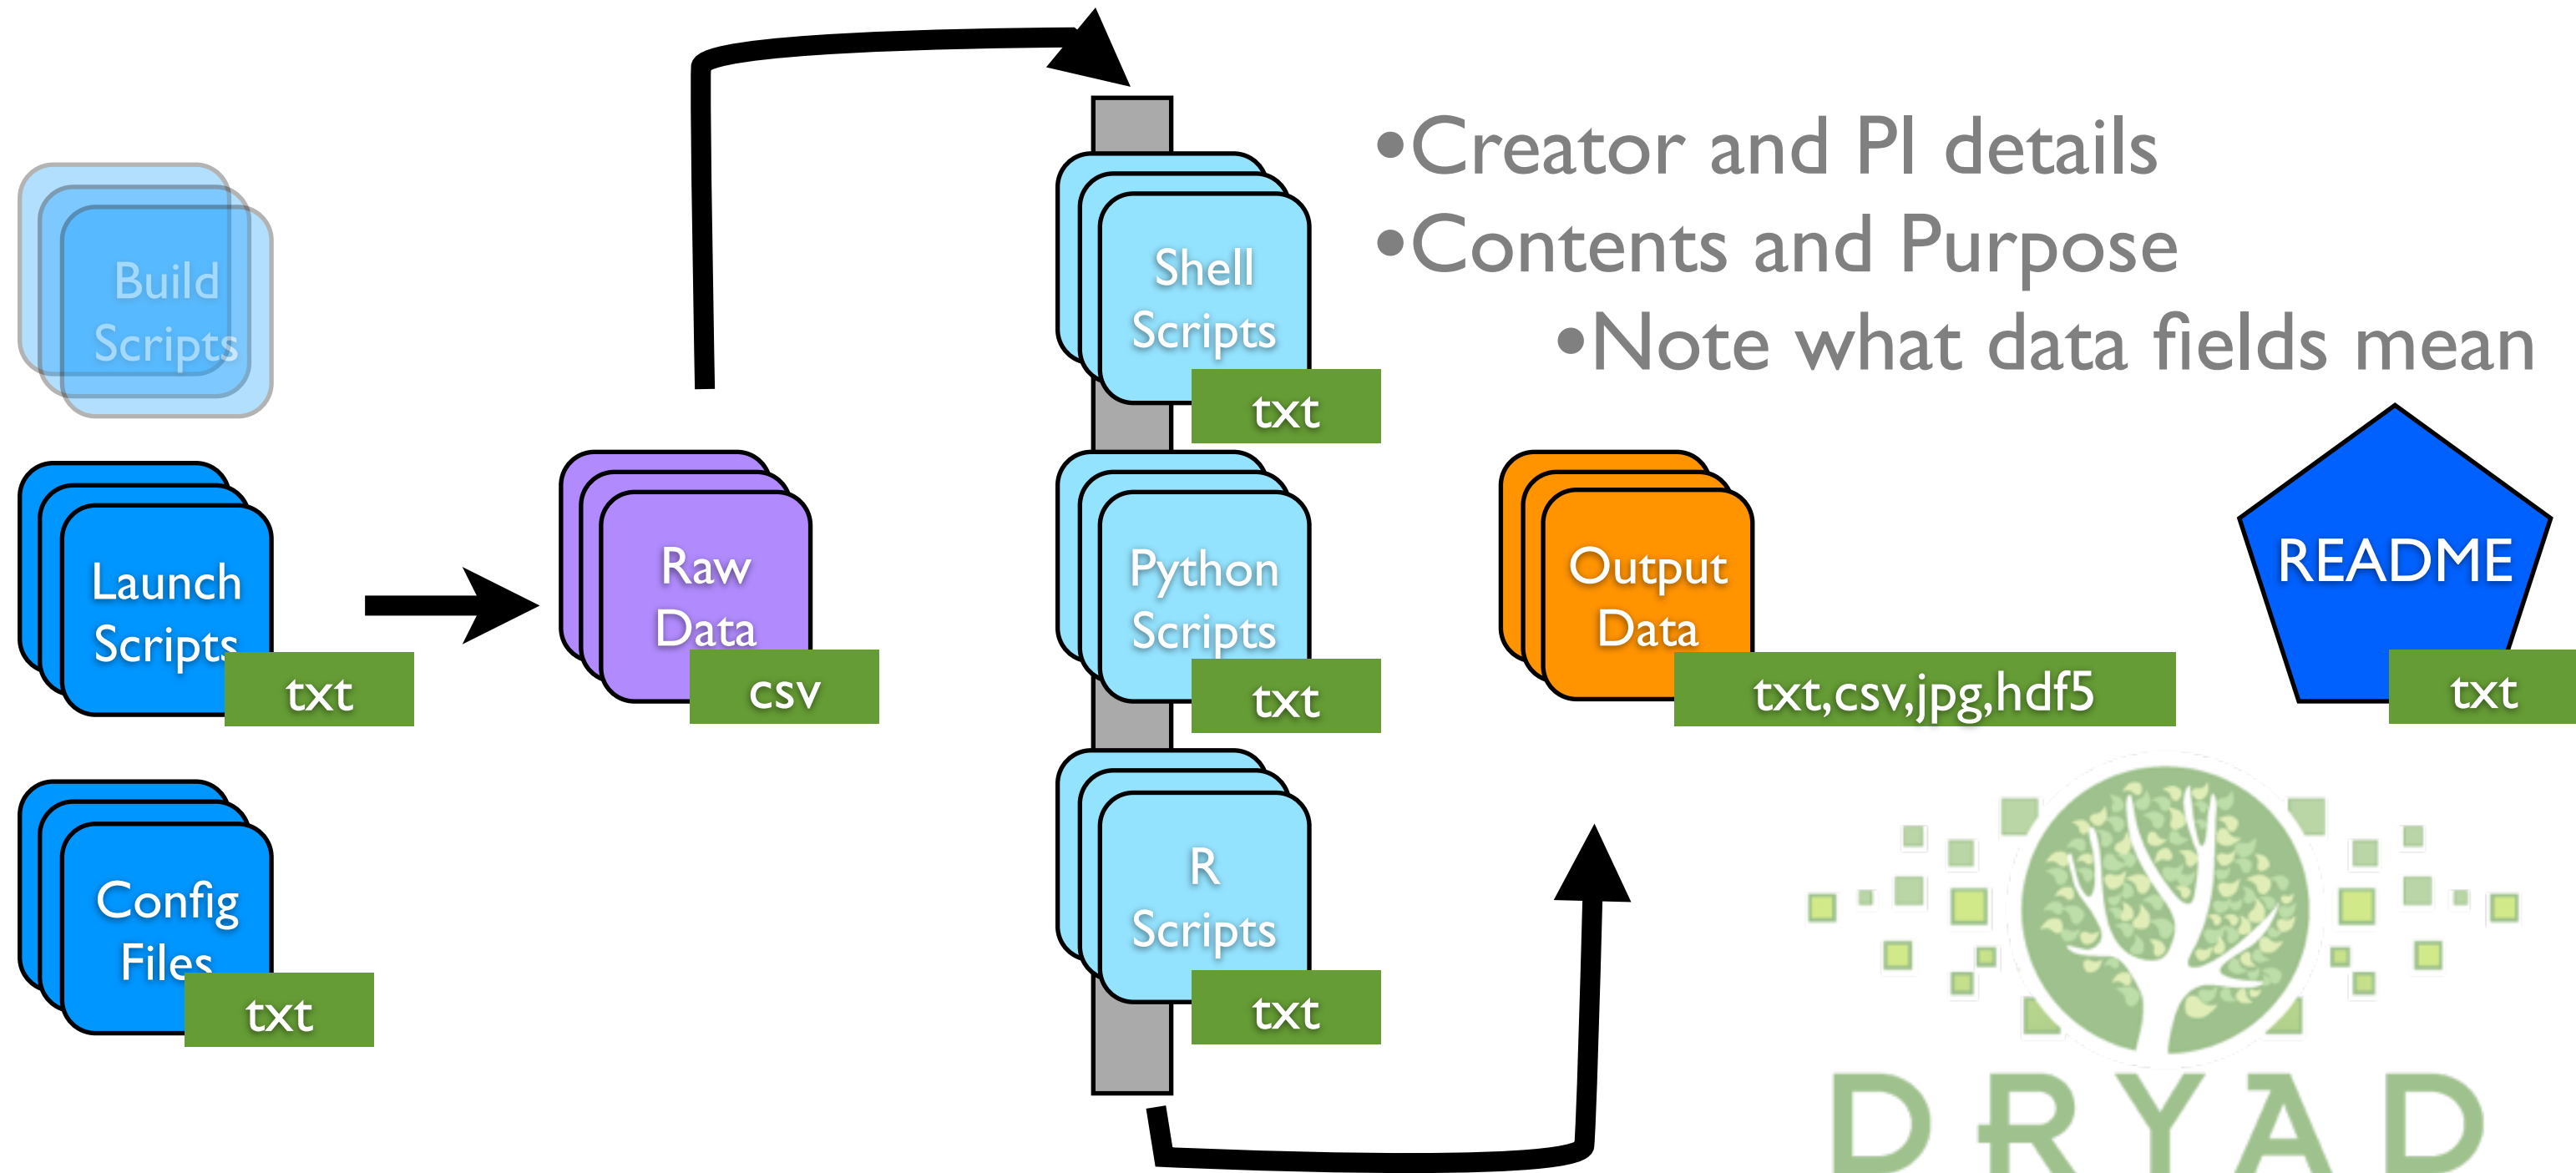 •Creator and PI details
•Contents and Purpose
•Note what data fields mean
Build
Scripts
Launch
Scripts
txt
Config
Files
txt
Raw
Data
csv
Shell
Scripts
txt
Python
Scripts
txt
R
Scripts
txt
Output
Data
txt,csv,jpg,hdf5
README
txt
DRYAD